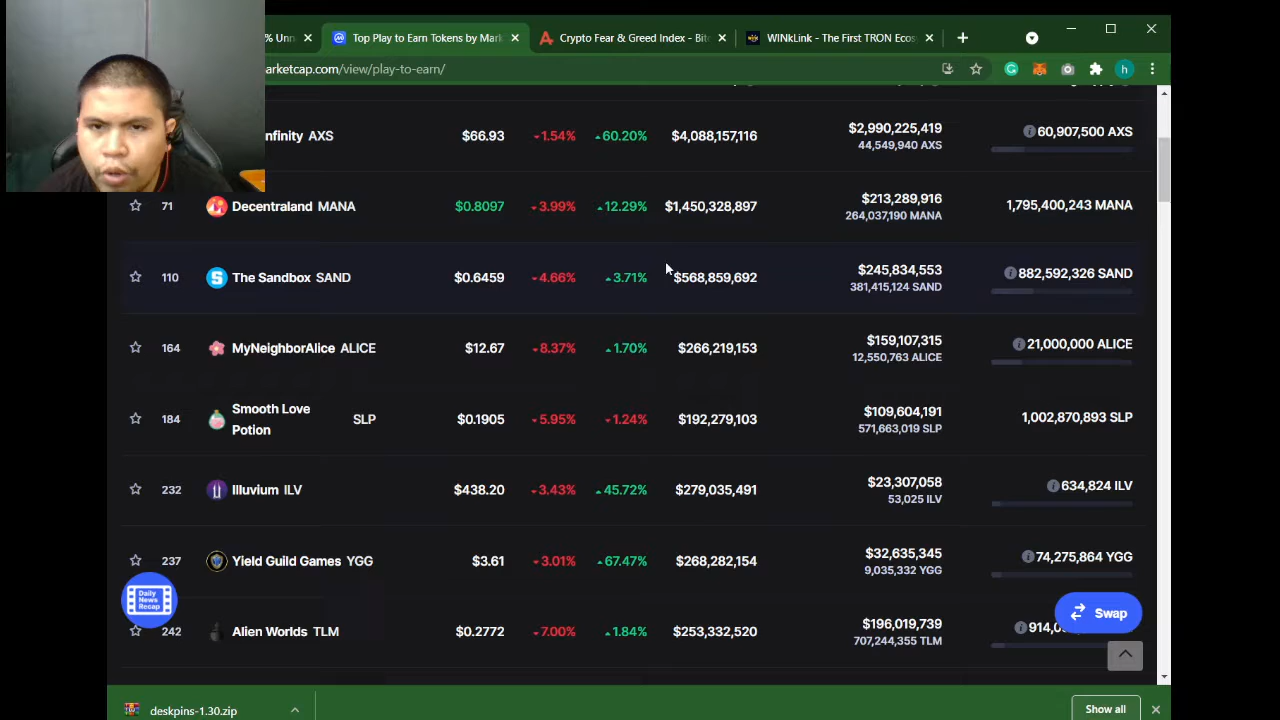 % Unn
Top Play to Earn Tokens by Mark
Crypto Fear & Greed Index - Bitc
WINkLink - The First TRON Ecos
arketcap.com/view/play-to-earn/
h
nfinity AXS $66.93 1.54% 60.20% $4,088,157,116 $2,990,225,419 60,907,500 AXS
44,549,940 AXS
71 Decentraland MANA $0.8097 3.99% 12.29% $1,450,328,897 $213,289,916 1,795,400,243 MANA
264,037,190 MANA
110 The Sandbox SAND $0.6459 4.66% 3.71% $568,859,692 $245,834,553 882,592,326 SAND
381,415,124 SAND
164 MyNeighborAlice ALICE $12.67 8.37% 1.70% $266,219,153 $159,107,315 21,000,000 ALICE
12,550,763 ALICE
184 Smooth Love Potion SLP $0.1905 5.95% 1.24% $192,279,103 $109,604,191 1,002,870,893 SLP
571,663,019 SLP
232 Illuvium ILV $438.20 3.43% 45.72% $279,035,491 $23,307,058 634,824 ILV
53,025 ILV
237 Yield Guild Games YGG $3.61 3.01% 67.47% $268,282,154 $32,635,345 74,275,864 YGG
9,035,332 YGG
Daily
News
Recap
Swap
242 Alien Worlds TLM $0.2772 7.00% 1.84% $253,332,520 $196,019,739
707,244,355 TLM
deskpins-1.30.zip
Show all